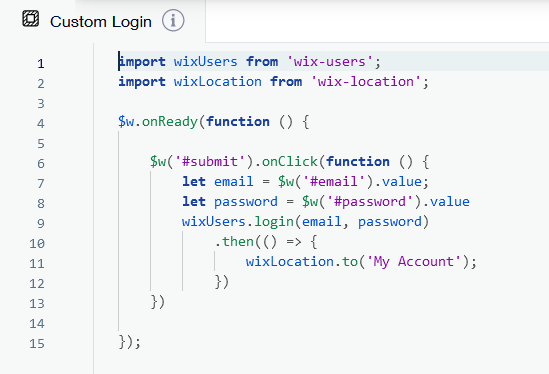 Custom Login i
1 import wixUsers from 'wix-users';
2 import wixLocation from 'wix-location';
3
4 $w.onReady(function () {
5
6 $w('#submit').onClick(function () {
7 let email = $w('#email').value;
8 let password = $w('#password').value
9 wixUsers.login(email, password)
10 .then(() => {
11 wixLocation.to('My Account');
12 })
13 })
14
15 });